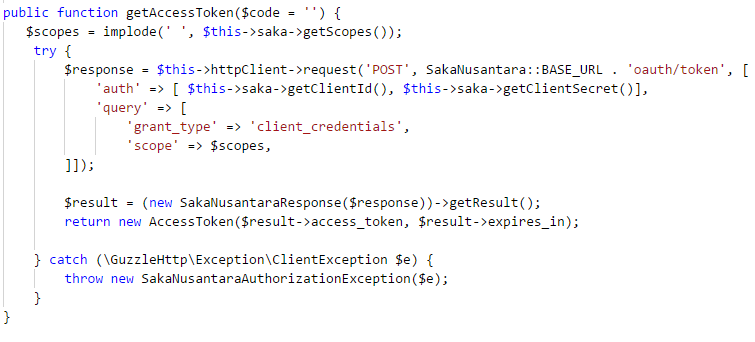 public function getAccessToken($code = '') {
$scopes = implode(' ', $this->saka->getScopes());
try {
$response = $this->httpClient->request('POST', SakaNusantara::BASE_URL . 'oauth/token', [
'auth' => [ $this->saka->getClientId(), $this->saka->getClientSecret()],
'query' => [
'grant_type' => 'client_credentials',
'scope' => $scopes,
]]);
$result = (new SakaNusantaraResponse($response))->getResult();
return new AccessToken($result->access_token, $result->expires_in);
} catch (\GuzzleHttp\Exception\ClientException $e) {
throw new SakaNusantaraAuthorizationException($e);
}
}